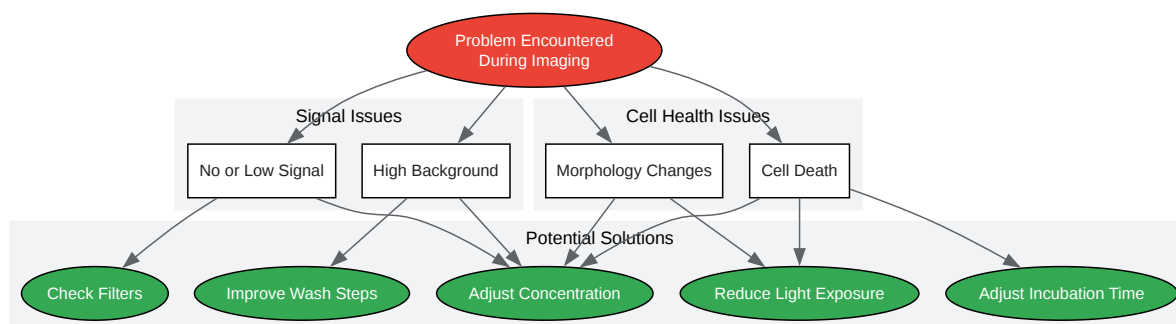 Problem Encountered
During Imaging
Signal Issues
Cell Health Issues
No or Low Signal
High Background
Morphology Changes
Cell Death
Potential Solutions
Check Filters
Improve Wash Steps
Adjust Concentration
Reduce Light Exposure
Adjust Incubation Time